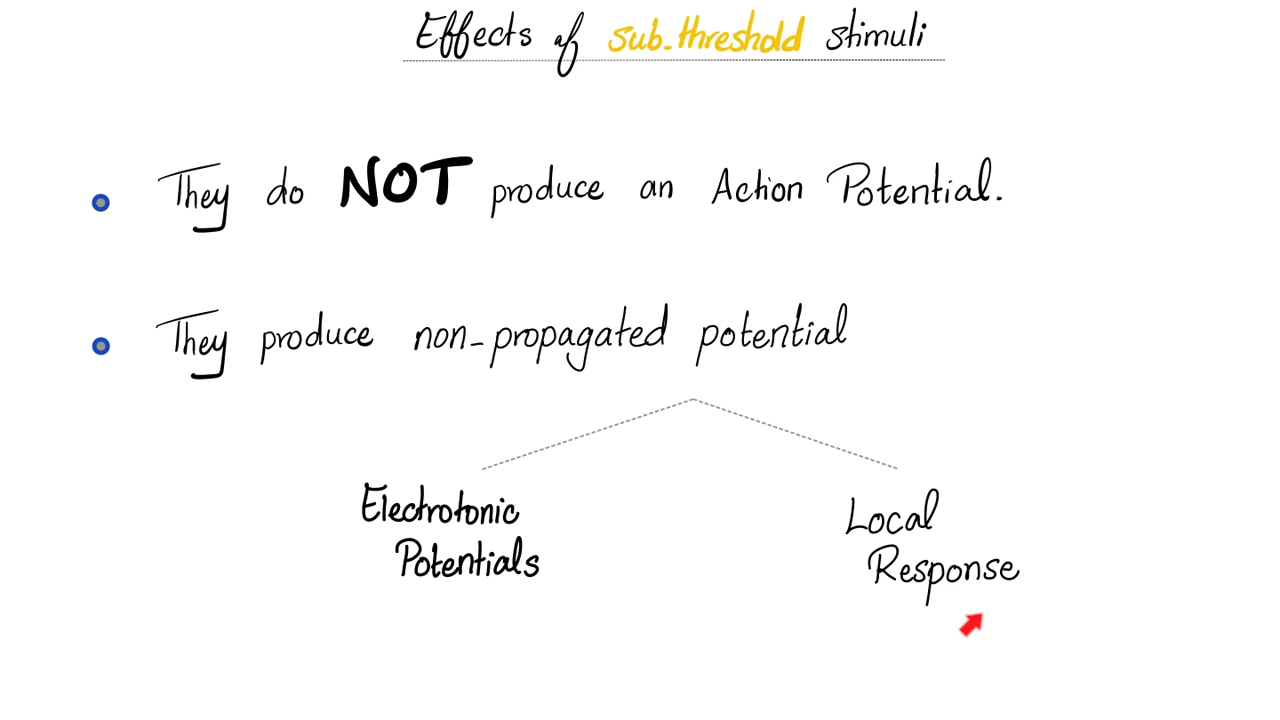 Effects of sub-threshold stimuli
They do NOT produce an Action Potential.
They produce non-propagated potential
Electrotonic
Potentials
Local
Response